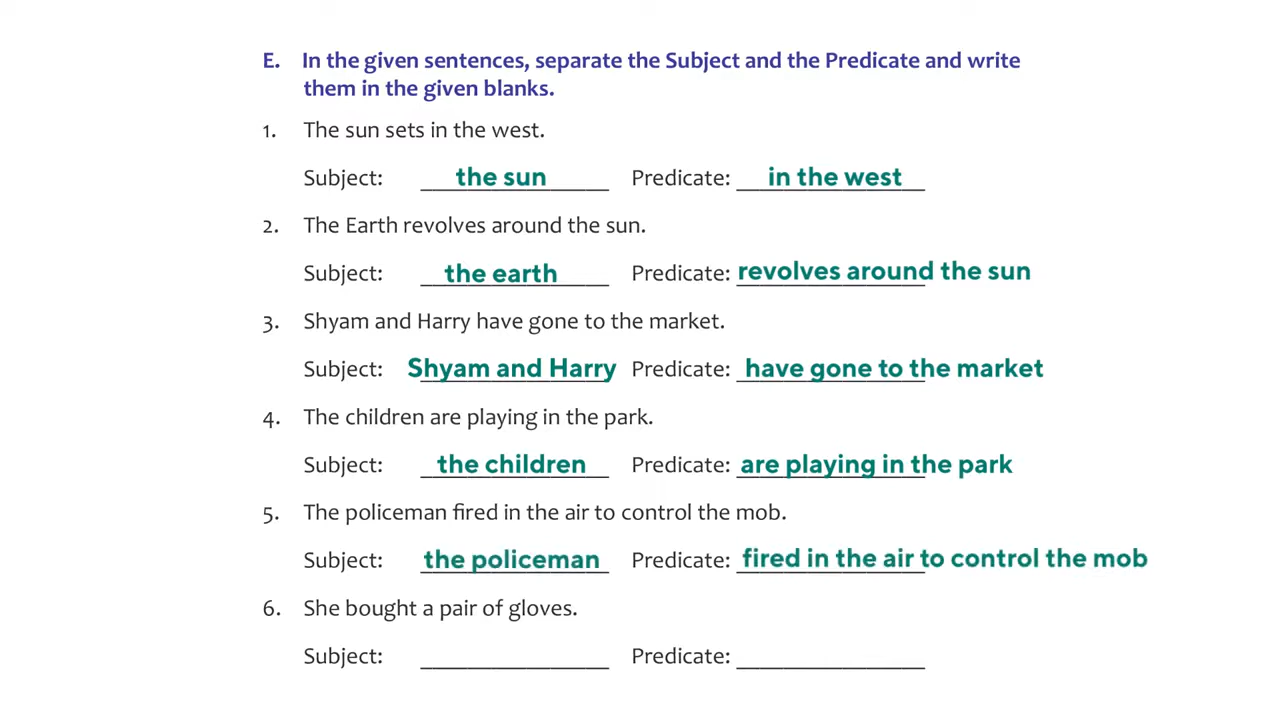 E. In the given sentences, separate the Subject and the Predicate and write
them in the given blanks.
1. The sun sets in the west.
Subject: the sun Predicate: in the west
2. The Earth revolves around the sun.
Subject: the earth Predicate: revolves around the sun
3. Shyam and Harry have gone to the market.
Subject: Shyam and Harry Predicate: have gone to the market
4. The children are playing in the park.
Subject: the children Predicate: are playing in the park
5. The policeman fired in the air to control the mob.
Subject: the policeman Predicate: fired in the air to control the mob
6. She bought a pair of gloves.
Subject: ________________ Predicate: ________________